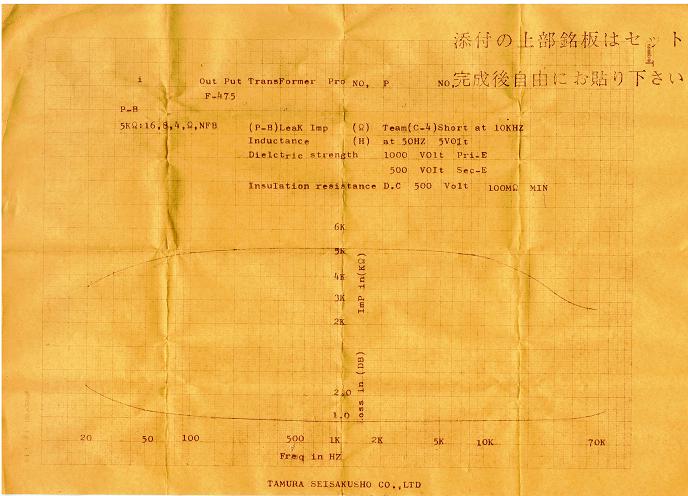 添付の上部銘板はセット
完成後自由にお貼り下さい
i Out Put TransFormer Pro NO, P NO,
F-475
P-B
5KΩ:16,8,4,Ω,NFB (P-B)LeaK Imp (Ω) Team(C-4)Short at 10KHZ
Inductance (H) at 50HZ 5VOlt
Dielctric strength 1000 VOlt Pri-E
500 VOIt Sec-E
Insulation resistance D.C 500 Volt 100MΩ MIN
6K
5K
4K
3K
2K
ImP in(KΩ)
2.0
1.0
Loss in (DB)
20 50 100 500 1K 2K 5K 10K 70K
Freq in HZ
TAMURA SEISAKUSHO CO.,LTD